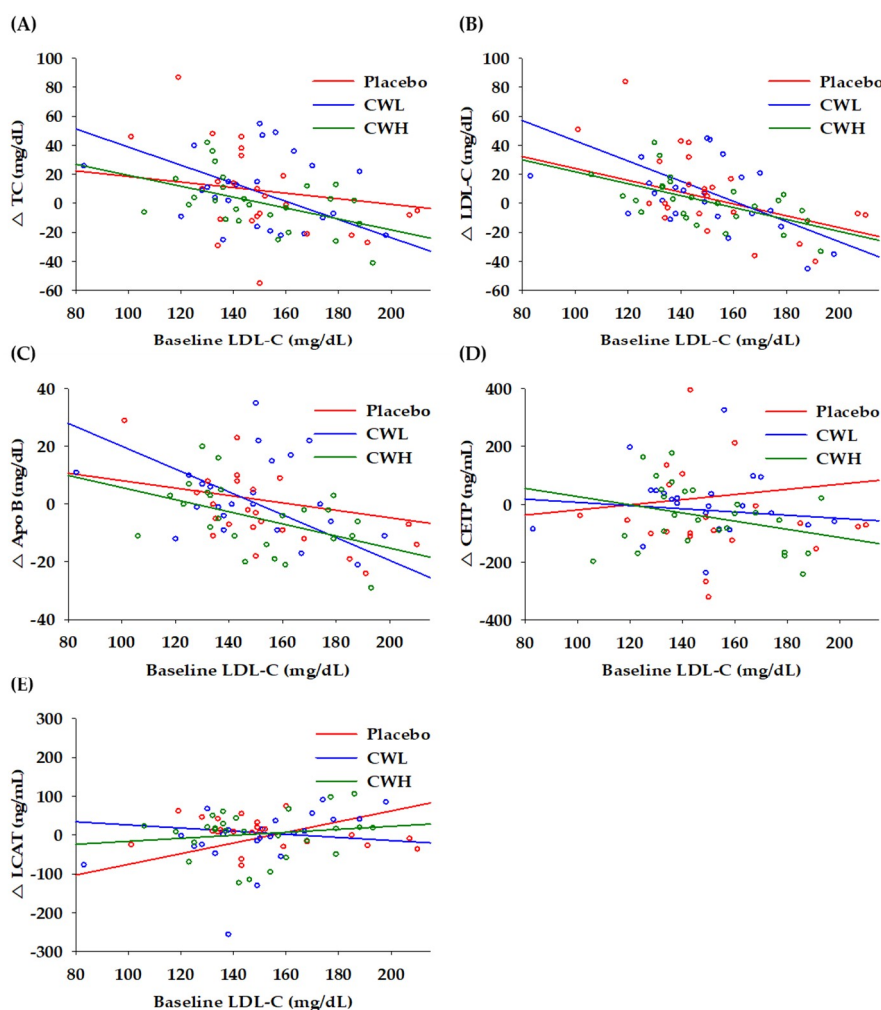 (A)
100
80
60
40
20
0
-20
-40
-60
△ TC (mg/dL)
Placebo
CWL
CWH
80 100 120 140 160 180 200
Baseline LDL-C (mg/dL)
(B)
100
80
60
40
20
0
-20
-40
-60
△ LDL-C (mg/dL)
Placebo
CWL
CWH
80 100 120 140 160 180 200
Baseline LDL-C (mg/dL)
(C)
40
20
0
-20
-40
△ Apo B (mg/dL)
Placebo
CWL
CWH
80 100 120 140 160 180 200
Baseline LDL-C (mg/dL)
(D)
400
200
0
-200
-400
△ CETP (ng/mL)
Placebo
CWL
CWH
80 100 120 140 160 180 200
Baseline LDL-C (mg/dL)
(E)
300
200
100
0
-100
-200
-300
△ LCAT (ng/mL)
Placebo
CWL
CWH
80 100 120 140 160 180 200
Baseline LDL-C (mg/dL)